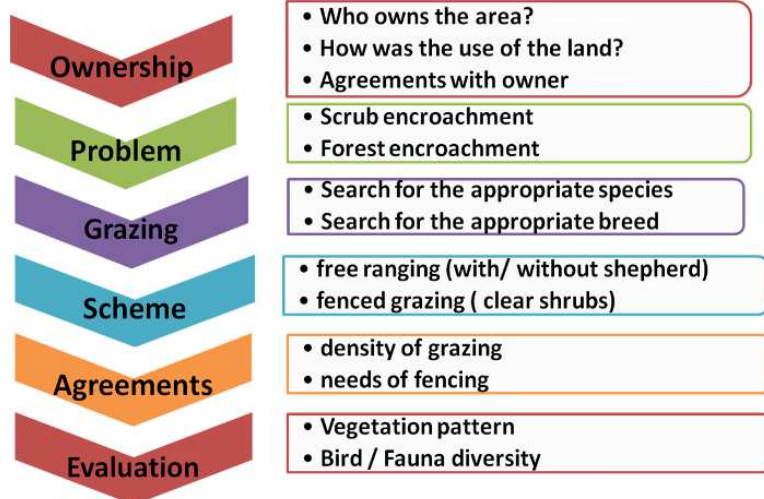 Ownership
• Who owns the area?
• How was the use of the land?
• Agreements with owner
Problem
• Scrub encroachment
• Forest encroachment
Grazing
• Search for the appropriate species
• Search for the appropriate breed
Scheme
• free ranging (with/ without shepherd)
• fenced grazing ( clear shrubs)
Agreements
• density of grazing
• needs of fencing
Evaluation
• Vegetation pattern
• Bird / Fauna diversity